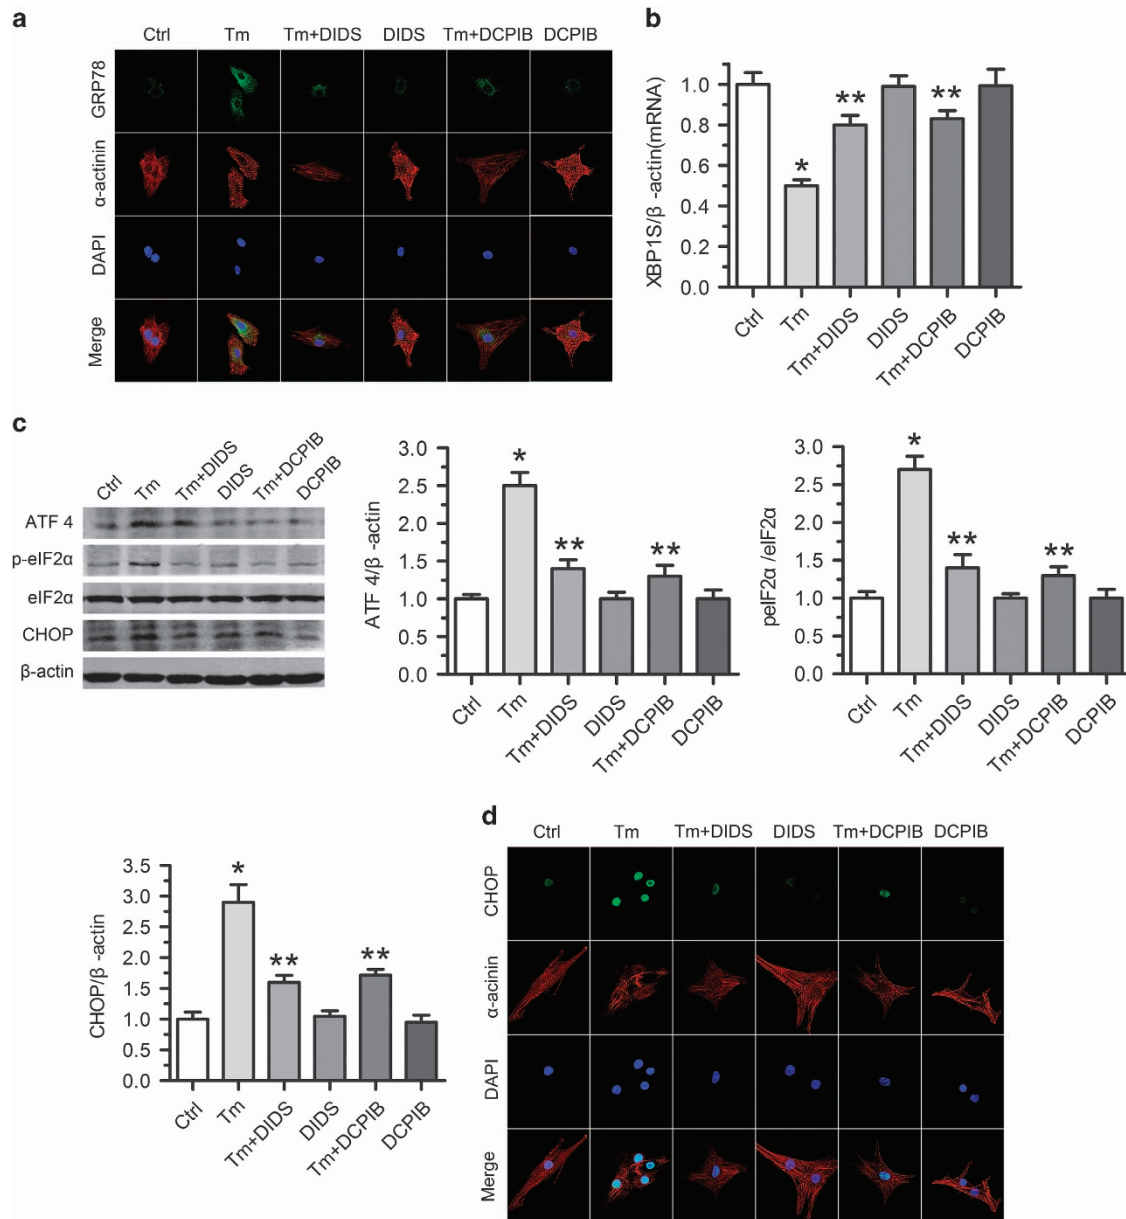 a
Ctrl Tm Tm+DIDS DIDS Tm+DCPIB DCPIB
GRP78
α-actinin
DAPI
Merge
b
XBP1S/β -actin(mRNA)
1.0
0.8
0.6
0.4
0.2
0.0
* ** **
Ctrl Tm Tm+DIDS DIDS Tm+DCPIB DCPIB
c
Ctrl Tm Tm+DIDS DIDS Tm+DCPIB DCPIB
ATF 4
p-eIF2α
eIF2α
CHOP
β-actin
ATF 4/β -actin
3.0
2.5
2.0
1.5
1.0
0.5
0.0
* ** **
Ctrl Tm Tm+DIDS DIDS Tm+DCPIB DCPIB
peIF2α /eIF2α
3.0
2.5
2.0
1.5
1.0
0.5
0.0
* ** **
Ctrl Tm Tm+DIDS DIDS Tm+DCPIB DCPIB
CHOP/β -actin
3.5
3.0
2.5
2.0
1.5
1.0
0.5
0.0
* ** **
Ctrl Tm Tm+DIDS DIDS Tm+DCPIB DCPIB
d
Ctrl Tm Tm+DIDS DIDS Tm+DCPIB DCPIB
CHOP
α-acinin
DAPI
Merge